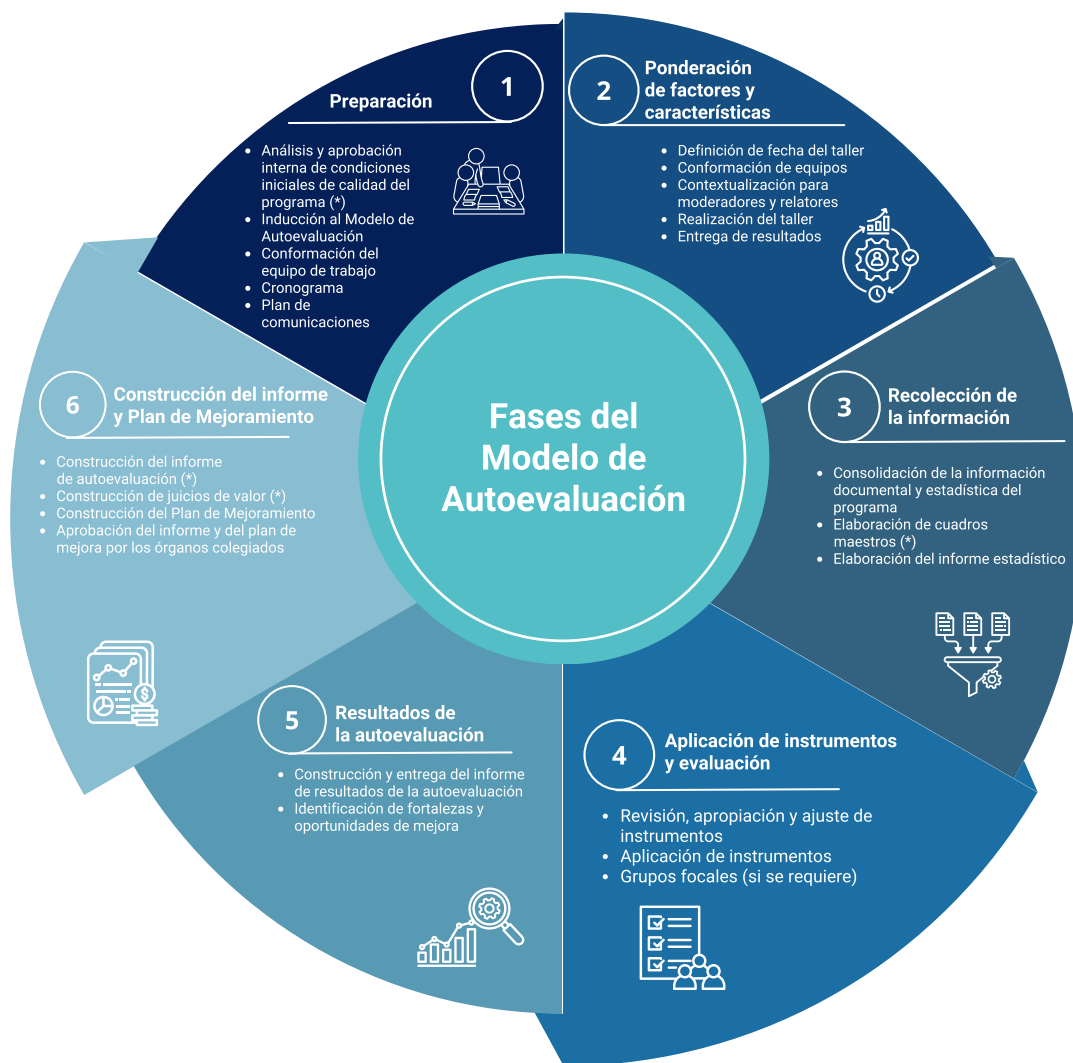 Fases del
Modelo de
Autoevaluación
1
Preparación
• Análisis y aprobación
interna de condiciones
iniciales de calidad del
programa (*)
• Inducción al Modelo de
Autoevaluación
• Conformación del
equipo de trabajo
• Cronograma
• Plan de
comunicaciones
2
Ponderación
de factores y
características
• Definición de fecha del taller
• Conformación de equipos
• Contextualización para
moderadores y relatores
• Realización del taller
• Entrega de resultados
3
Recolección de
la información
• Consolidación de la información
documental y estadística del
programa
• Elaboración de cuadros
maestros (*)
• Elaboración del informe estadístico
4
Aplicación de instrumentos
y evaluación
• Revisión, apropiación y ajuste de
instrumentos
• Aplicación de instrumentos
• Grupos focales (si se requiere)
5
Resultados de
la autoevaluación
• Construcción y entrega del informe
de resultados de la autoevaluación
• Identificación de fortalezas y
oportunidades de mejora
6
Construcción del informe
y Plan de Mejoramiento
• Construcción del informe
de autoevaluación (*)
• Construcción de juicios de valor (*)
• Construcción del Plan de Mejoramiento
• Aprobación del informe y del plan de
mejora por los órganos colegiados
$